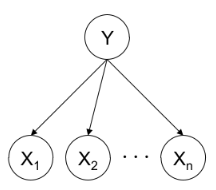 Y
X1 X2 · · · Xn